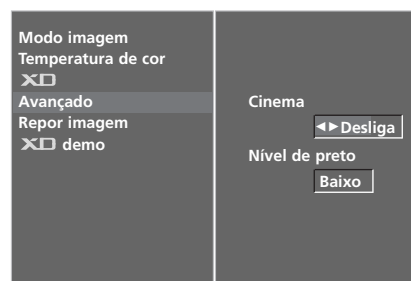 Modo imagem
Temperatura de cor
XD
Avançado
Repor imagem
XD demo
Cinema
◄► Desliga
Nível de preto
Baixo